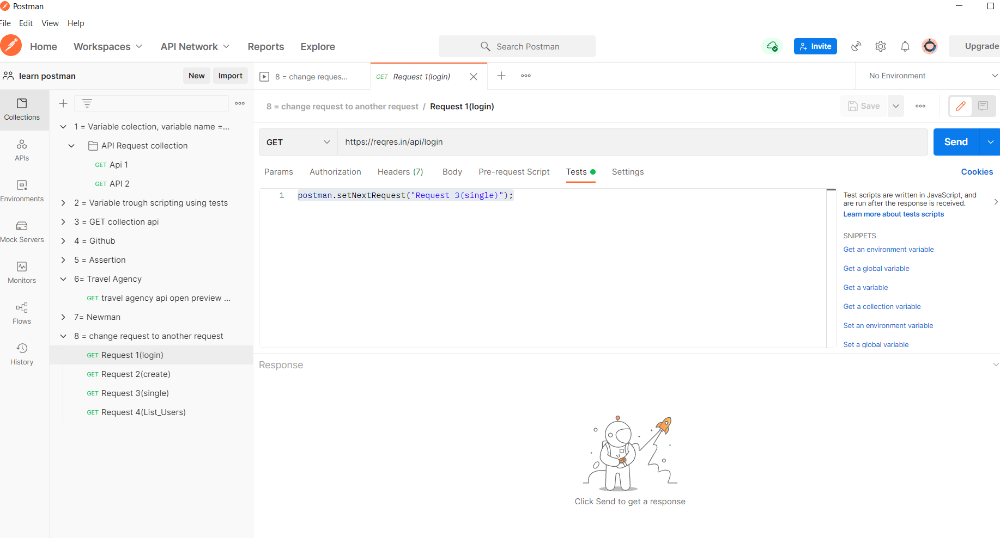 Postman
File Edit View Help
Home Workspaces API Network Reports Explore Search Postman Invite Upgrade
learn postman New Import
8 = change reques... GET Request 1(login) No Environment
Collections
APIs
Environments
Mock Servers
Monitors
Flows
History
1 = Variable colection, variable name =...
API Request collection
GET Api 1
GET API 2
2 = Variable trough scripting using tests
3 = GET collection api
4 = Github
5 = Assertion
6= Travel Agency
GET travel agency api open preview ...
7= Newman
8 = change request to another request
GET Request 1(login)
GET Request 2(create)
GET Request 3(single)
GET Request 4(List_Users)
8 = change request to another request / Request 1(login) Save
GET https://reqres.in/api/login Send
Params Authorization Headers (7) Body Pre-request Script Tests Settings Cookies
1 postman.setNextRequest("Request 3(single)");
Test scripts are written in JavaScript, and
are run after the response is received.
Learn more about tests scripts
SNIPPETS
Get an environment variable
Get a global variable
Get a variable
Get a collection variable
Set an environment variable
Set a global variable
Response
Click Send to get a response